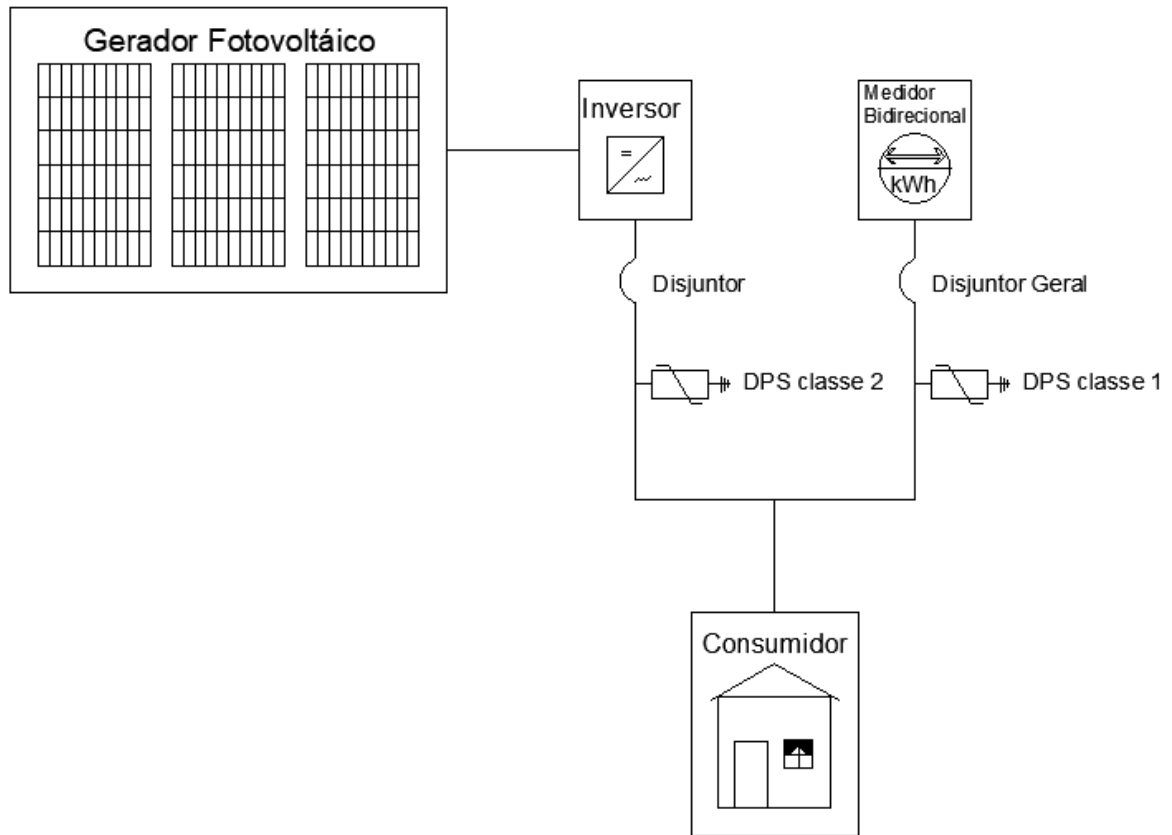 Gerador Fotovoltáico
Inversor
Medidor
Bidirecional
kWh
Disjuntor
Disjuntor Geral
DPS classe 2
DPS classe 1
Consumidor